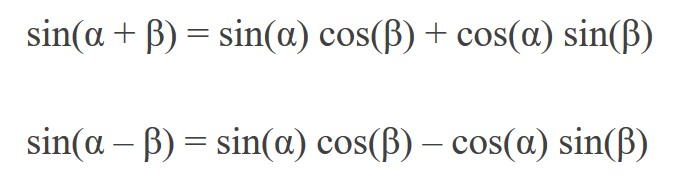 sin(α + β) = sin(α) cos(β) + cos(α) sin(β)
sin(α – β) = sin(α) cos(β) – cos(α) sin(β)